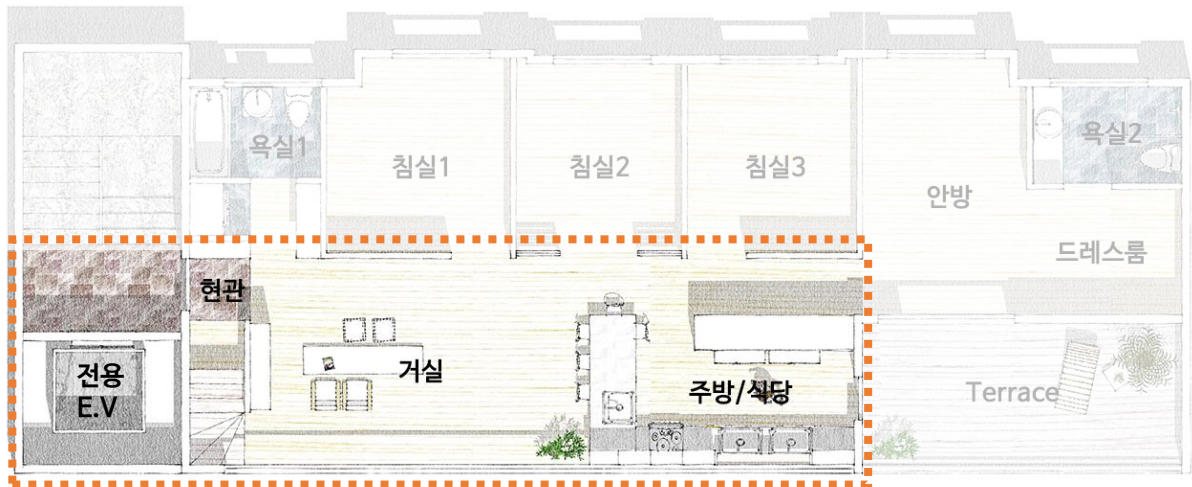 욕실1
침실1
침실2
침실3
욕실2
안방
드레스룸
현관
전용
E.V
거실
주방/식당
Terrace